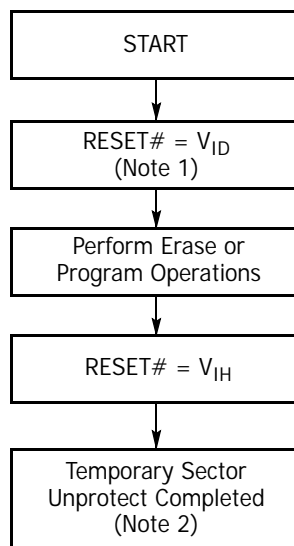 START
RESET# = VID
(Note 1)
Perform Erase or
Program Operations
RESET# = VIH
Temporary Sector
Unprotect Completed
(Note 2)